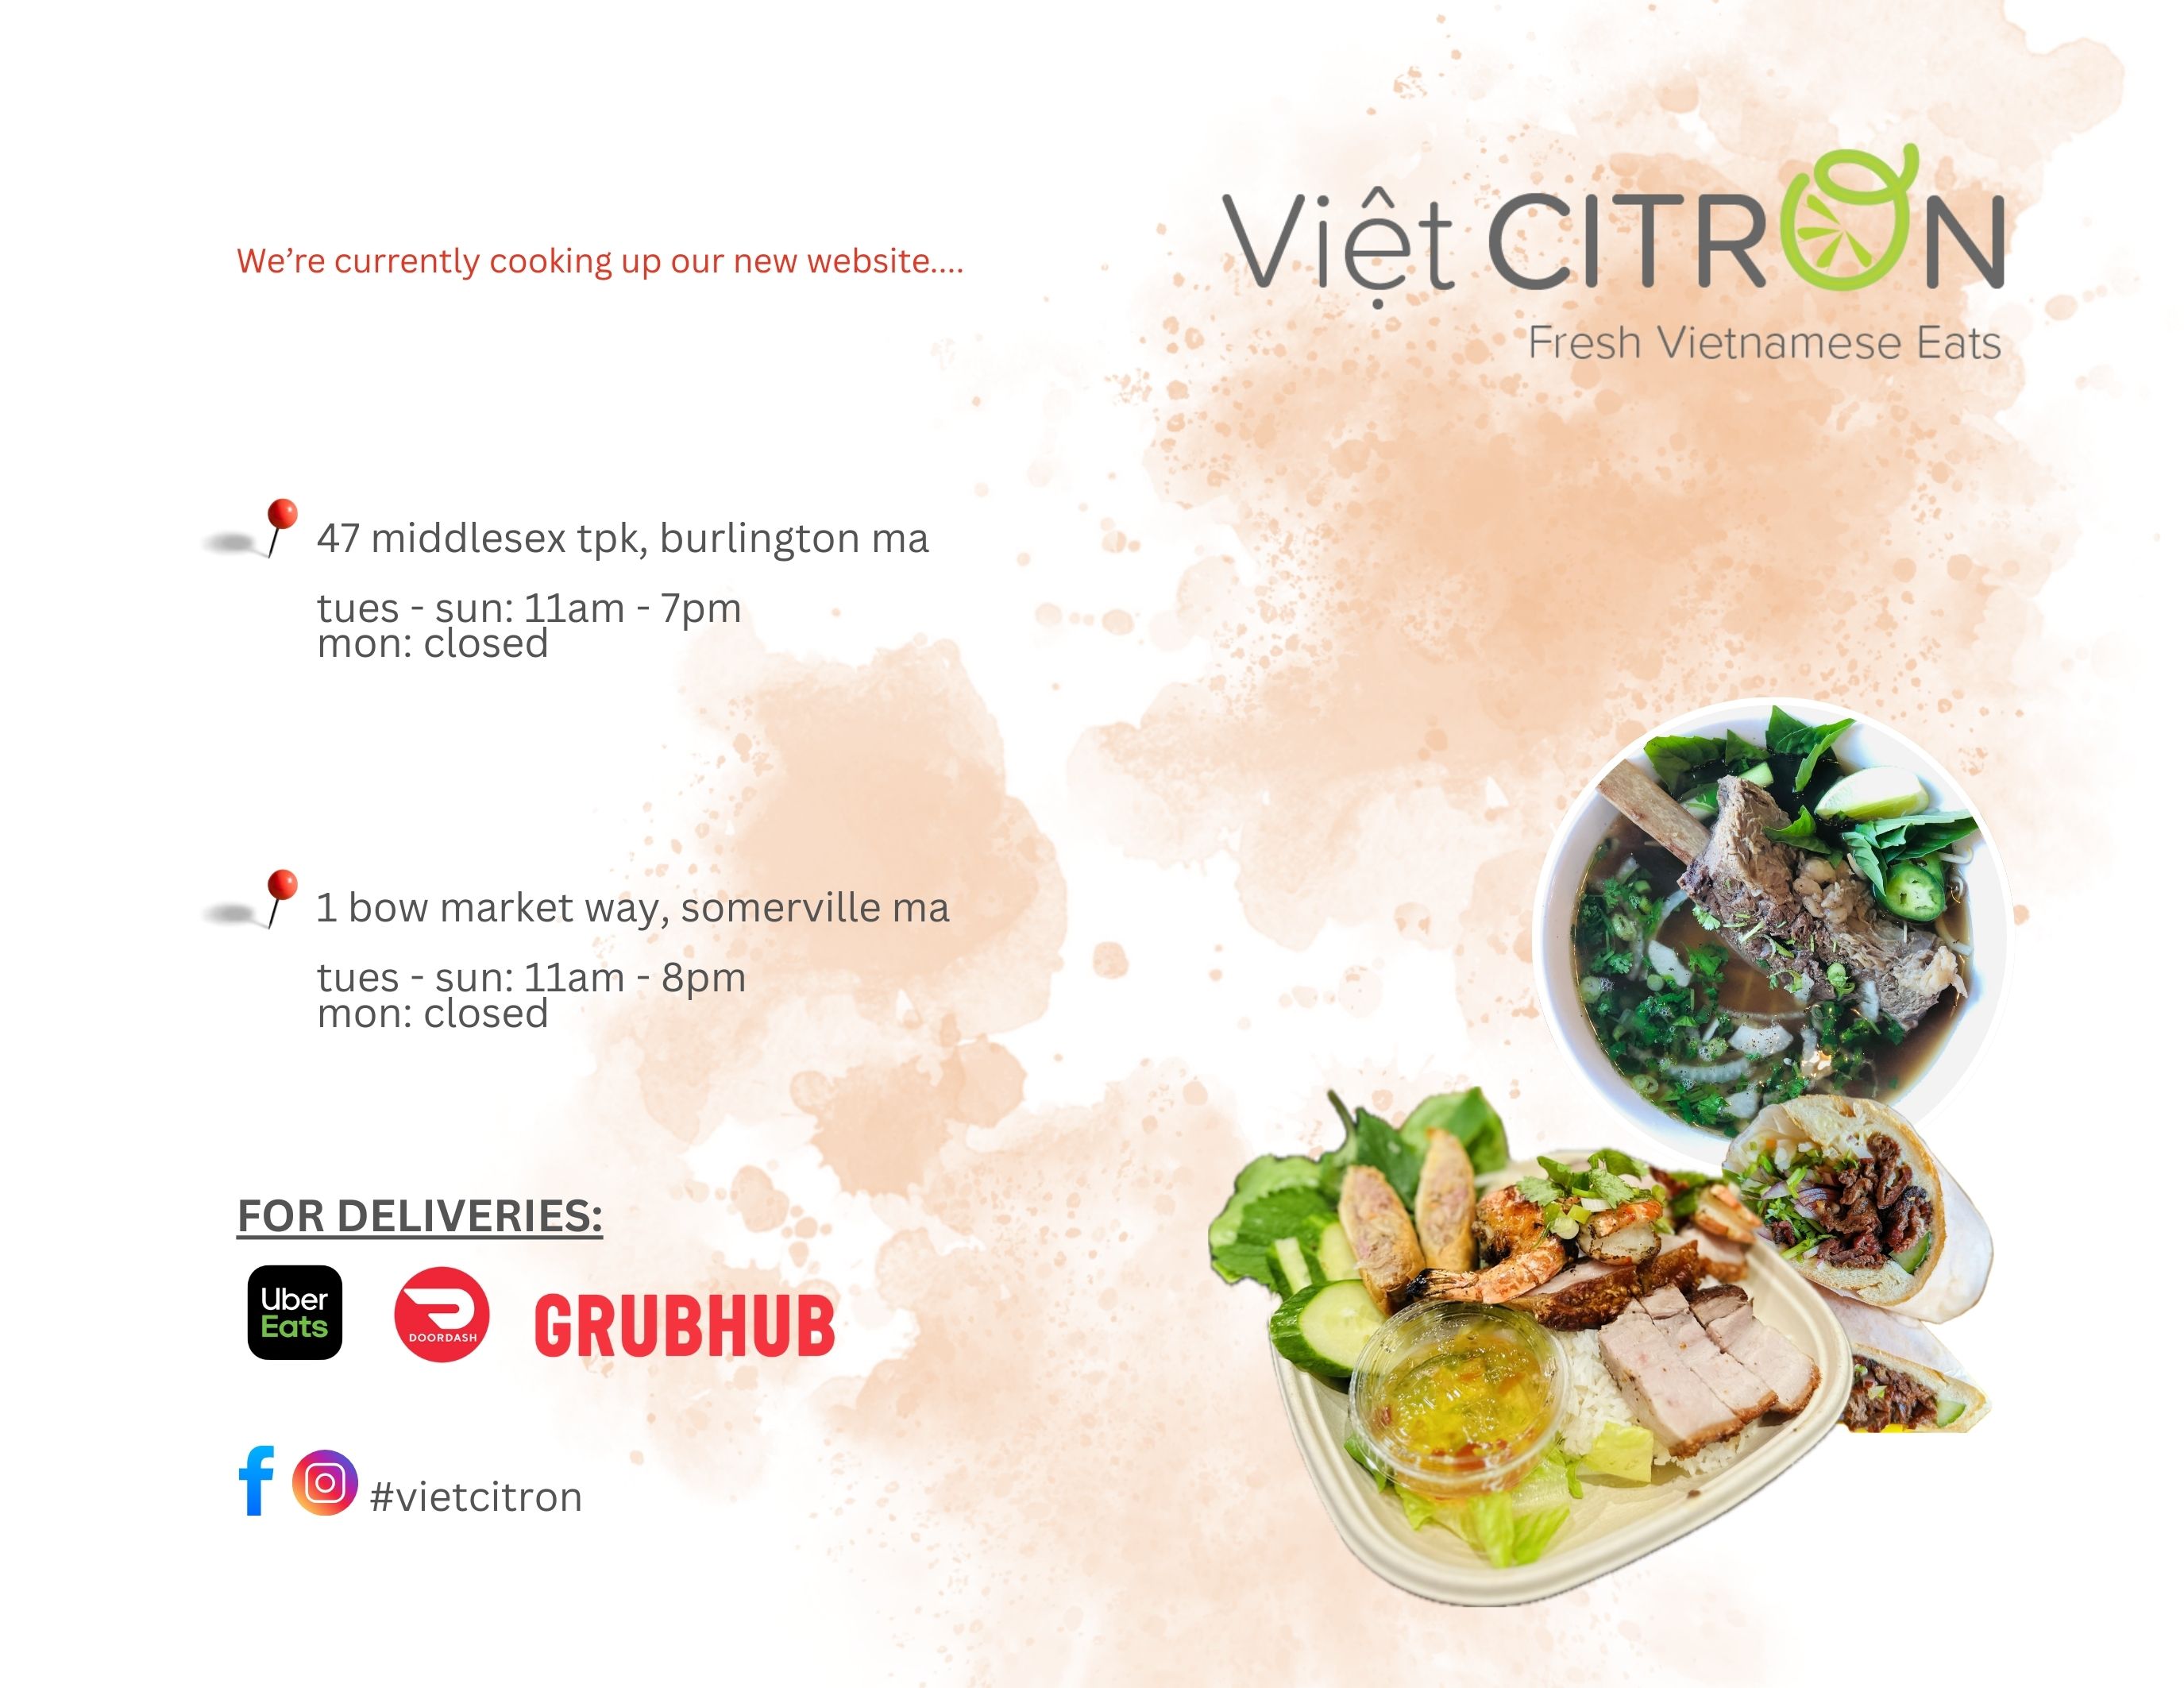 We’re currently cooking up our new website....
Việt CITRON
Fresh Vietnamese Eats
47 middlesex tpk, burlington ma
tues - sun: 11am - 7pm
mon: closed
1 bow market way, somerville ma
tues - sun: 11am - 8pm
mon: closed
FOR DELIVERIES:
Uber
Eats
DOORDASH
GRUBHUB
#vietcitron